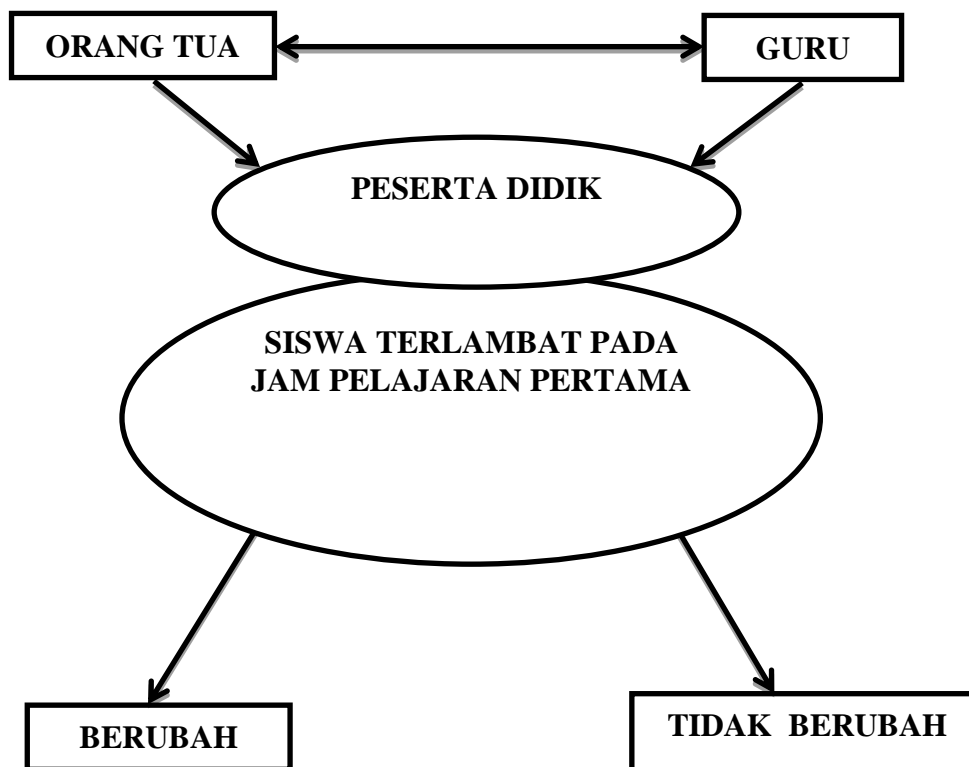 ORANG TUA
GURU
PESERTA DIDIK
SISWA TERLAMBAT PADA
JAM PELAJARAN PERTAMA
BERUBAH
TIDAK BERUBAH